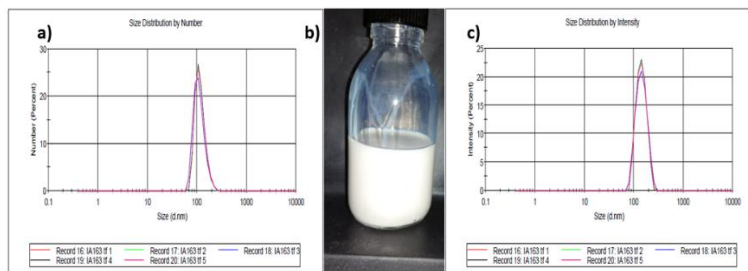 a)
Size Distribution by Number
Number (Percent)
30
20
10
0
0.1 1 10 100 1000 10000
Size (d.nm)
Record 16: IA163 tf 1 Record 17: IA163 tf 2 Record 18: IA163 tf 3
Record 19: IA163 tf 4 Record 20: IA163 tf 5
b)
c)
Size Distribution by Intensity
Intensity (Percent)
25
20
15
10
5
0
0.1 1 10 100 1000 10000
Size (d.nm)
Record 16: IA163 tf 1 Record 17: IA163 tf 2 Record 18: IA163 tf 3
Record 19: IA163 tf 4 Record 20: IA163 tf 5